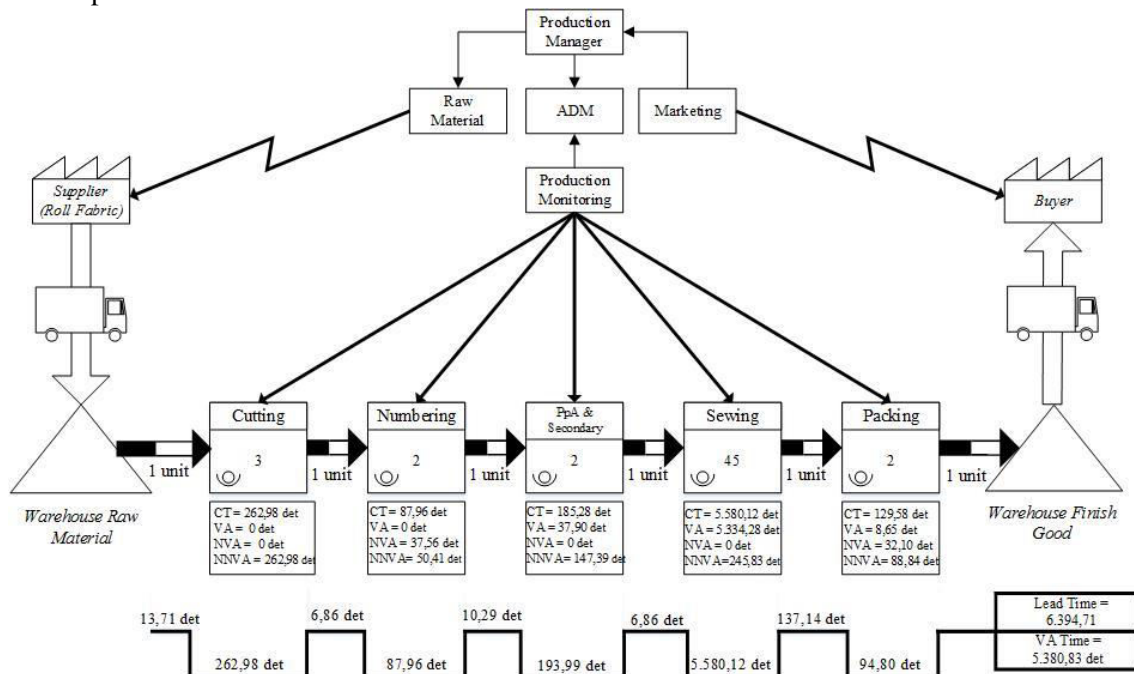 Production
Manager
Raw
Material
ADM
Marketing
Production
Monitoring
Supplier
(Roll Fabric)
Buyer
Cutting
3
Numbering
2
PpA &
Secondary
2
Sewing
45
Packing
2
1 unit
1 unit
1 unit
1 unit
1 unit
1 unit
Warehouse Raw
Material
Warehouse Finish
Good
CT= 262,98 det
VA = 0 det
NVA = 0 det
NNVA= 262,98 det
CT= 87,96 det
VA = 0 det
NVA= 37,56 det
NNVA= 50,41 det
CT= 185,28 det
VA= 37,90 det
NVA= 0 det
NNVA= 147,39 det
CT= 5.580,12 det
VA= 5.334,28 det
NVA= 0 det
NNVA=245,83 det
CT= 129,58 det
VA= 8,65 det
NVA= 32,10 det
NNVA= 88,84 det
13,71 det
6,86 det
10,29 det
6,86 det
137,14 det
262,98 det
87,96 det
193,99 det
5.580,12 det
94,80 det
Lead Time =
6.394,71
VA Time =
5.380,83 det